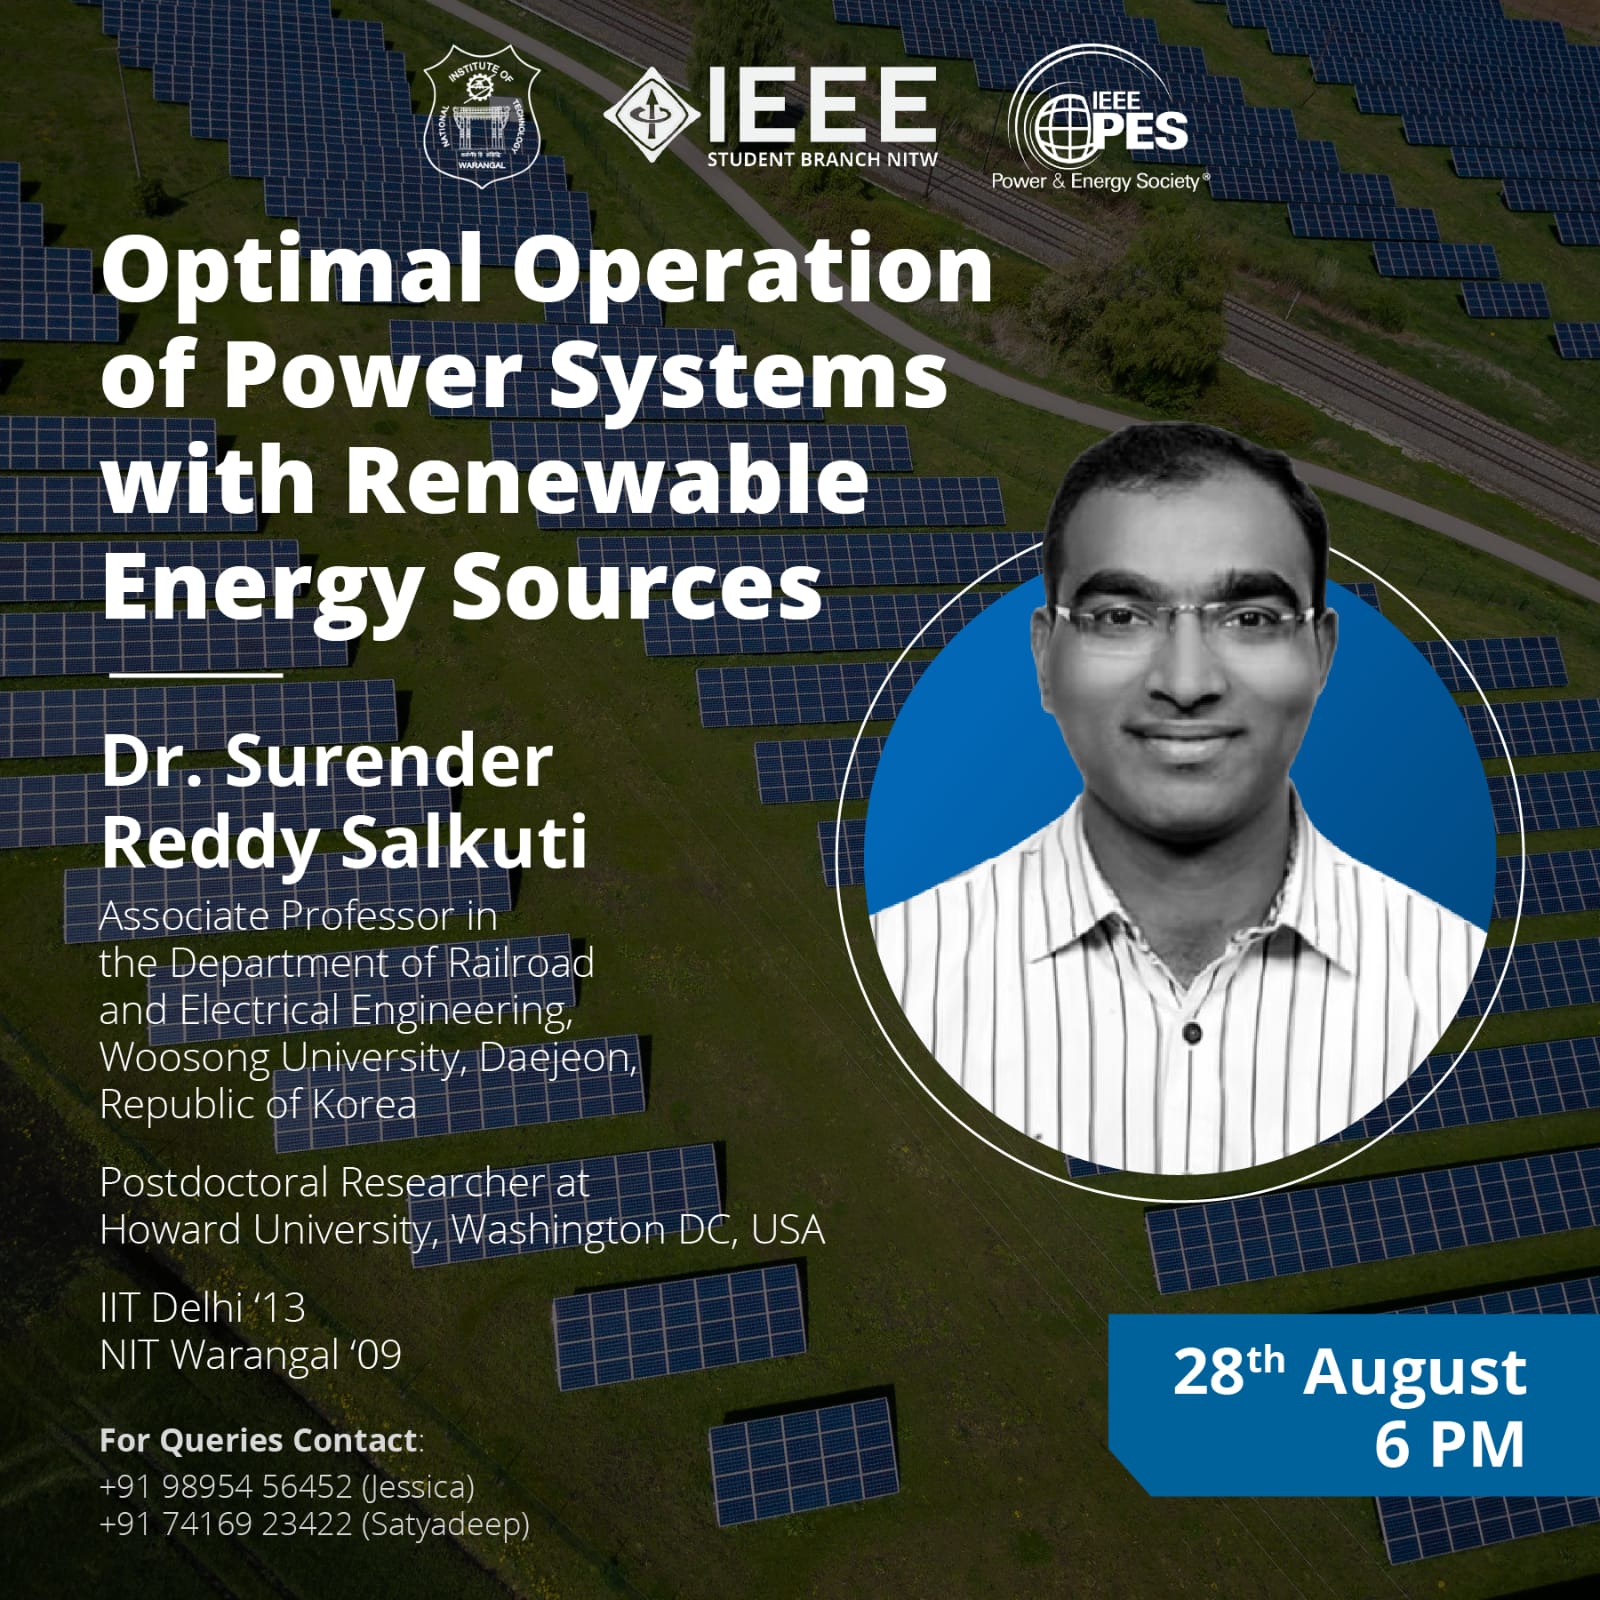 NATIONAL INSTITUTE OF TECHNOLOGY
WARANGAL
IEEE
STUDENT BRANCH NITW
IEEE
PES
Power & Energy Society®
Optimal Operation
of Power Systems
with Renewable
Energy Sources
Dr. Surender
Reddy Salkuti
Associate Professor in
the Department of Railroad
and Electrical Engineering,
Woosong University, Daejeon,
Republic of Korea
Postdoctoral Researcher at
Howard University, Washington DC, USA
IIT Delhi ‘13
NIT Warangal ‘09
For Queries Contact:
+91 98954 56452 (Jessica)
+91 74169 23422 (Satyadeep)
28th August
6 PM